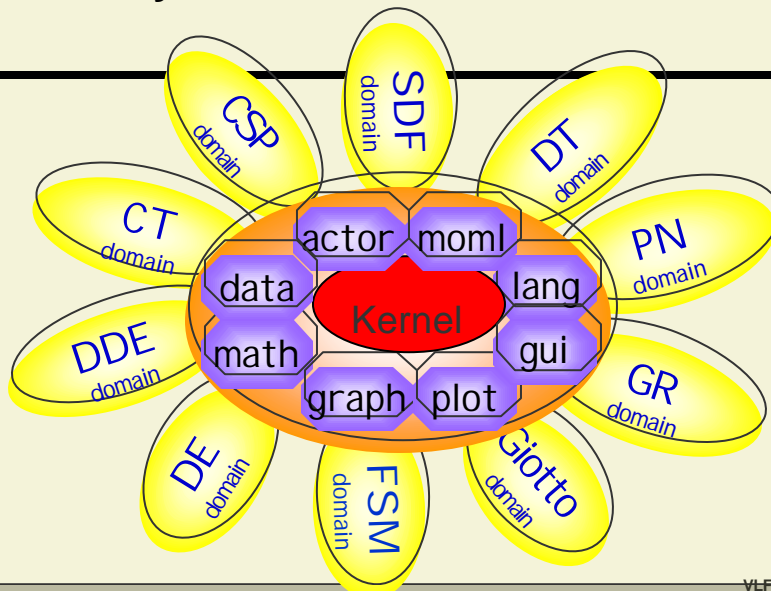 SDF
domain
CSP
domain
DT
domain
CT
domain
PN
domain
actor
moml
data
lang
Kernel
math
gui
graph
plot
DDE
domain
GR
domain
DE
domain
FSM
domain
Giotto
domain
VLF